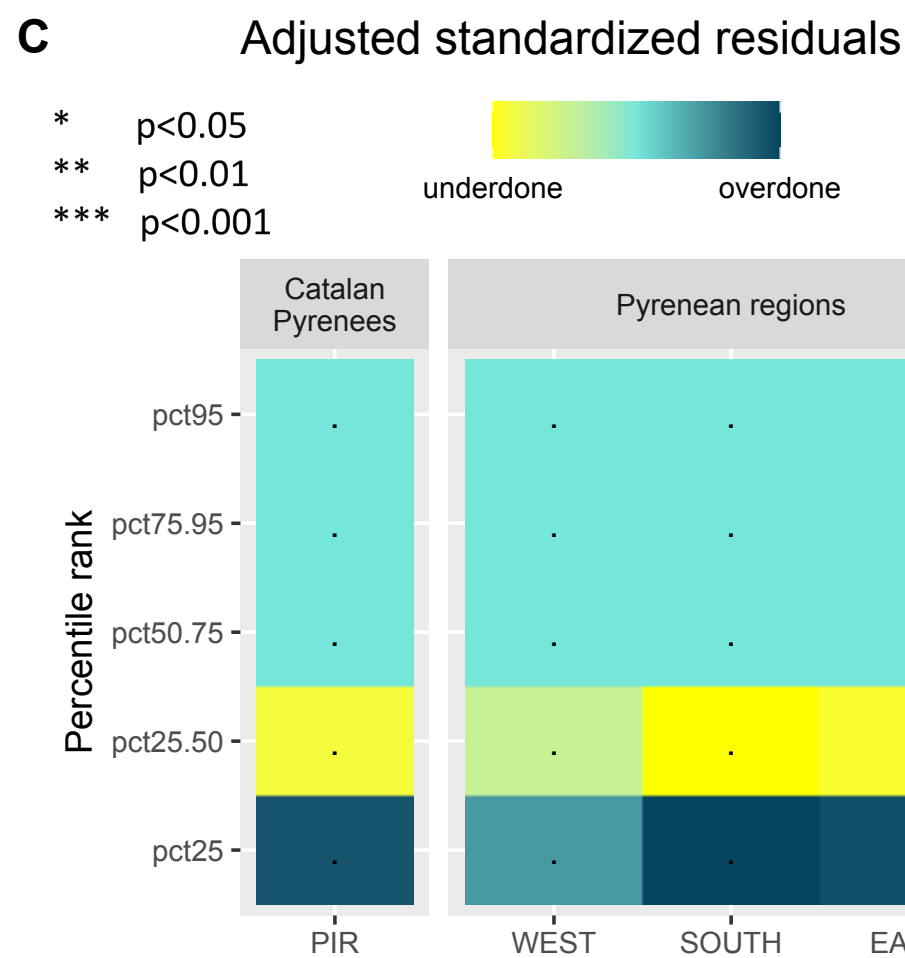 C Adjusted standardized residuals
* p<0.05
** p<0.01
*** p<0.001
underdone overdone
Catalan
Pyrenees
Pyrenean regions
Percentile rank
pct95
pct75.95
pct50.75
pct25.50
pct25
PIR WEST SOUTH